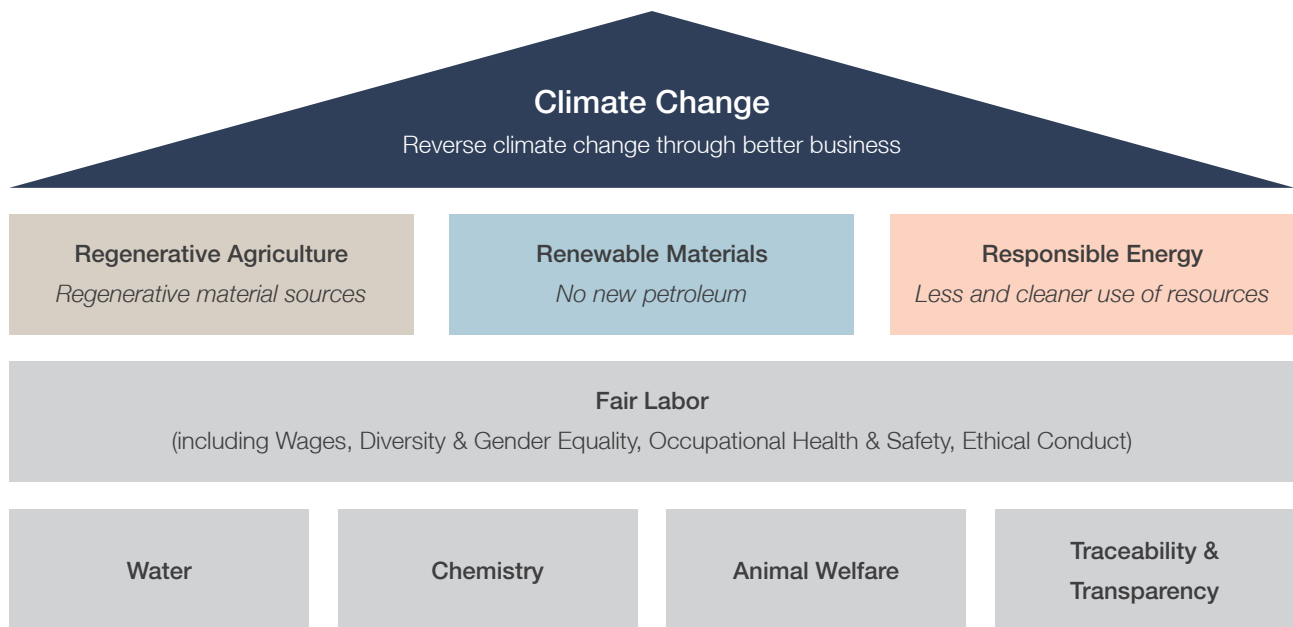 Climate Change
Reverse climate change through better business
Regenerative Agriculture
Regenerative material sources
Renewable Materials
No new petroleum
Responsible Energy
Less and cleaner use of resources
Fair Labor
(including Wages, Diversity & Gender Equality, Occupational Health & Safety, Ethical Conduct)
Water
Chemistry
Animal Welfare
Traceability &
Transparency